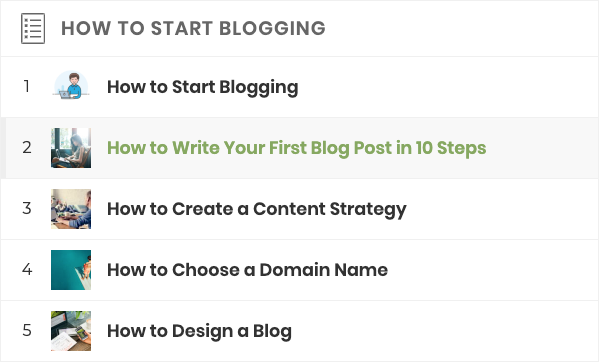 HOW TO START BLOGGING
1 How to Start Blogging
2 How to Write Your First Blog Post in 10 Steps
3 How to Create a Content Strategy
4 How to Choose a Domain Name
5 How to Design a Blog